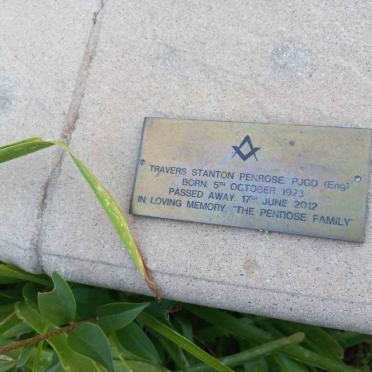 TRAVERS STANTON PENROSE PJGD (Eng)
BORN: 5TH OCTOBER 1923
PASSED AWAY: 17TH JUNE 2012
IN LOVING MEMORY, "THE PENROSE FAMILY"